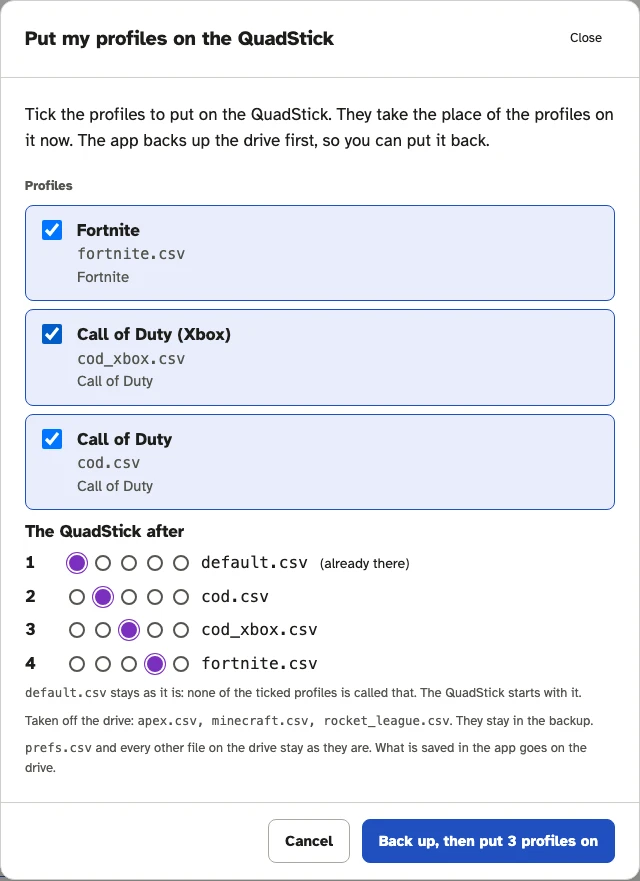 Put my profiles on the QuadStick
Close
Tick the profiles to put on the QuadStick. They take the place of the profiles on
it now. The app backs up the drive first, so you can put it back.
Profiles
Fortnite
fortnite.csv
Fortnite
Call of Duty (Xbox)
cod_xbox.csv
Call of Duty
Call of Duty
cod.csv
Call of Duty
The QuadStick after
1 default.csv (already there)
2 cod.csv
3 cod_xbox.csv
4 fortnite.csv
default.csv stays as it is: none of the ticked profiles is called that. The QuadStick starts with it.
Taken off the drive: apex.csv, minecraft.csv, rocket_league.csv. They stay in the backup.
prefs.csv and every other file on the drive stay as they are. What is saved in the app goes on the
drive.
Cancel
Back up, then put 3 profiles on